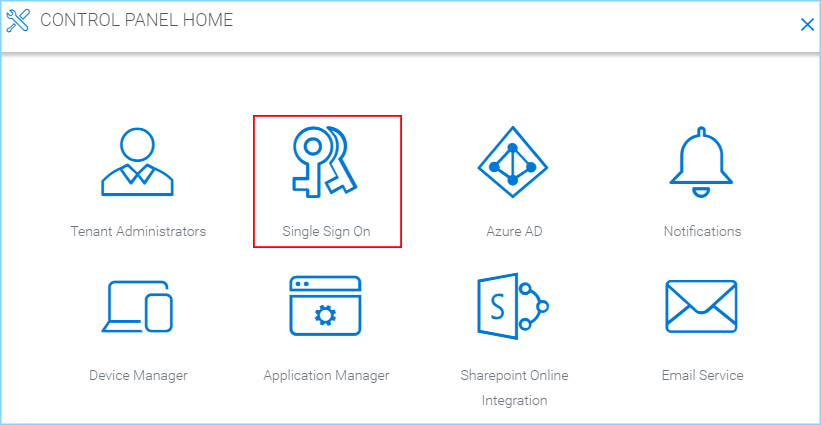 CONTROL PANEL HOME
Tenant Administrators
Single Sign On
Azure AD
Notifications
Device Manager
Application Manager
Sharepoint Online
Integration
Email Service